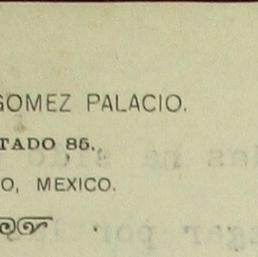 GOMEZ PALACIO.
TADO 85.
O, MEXICO.